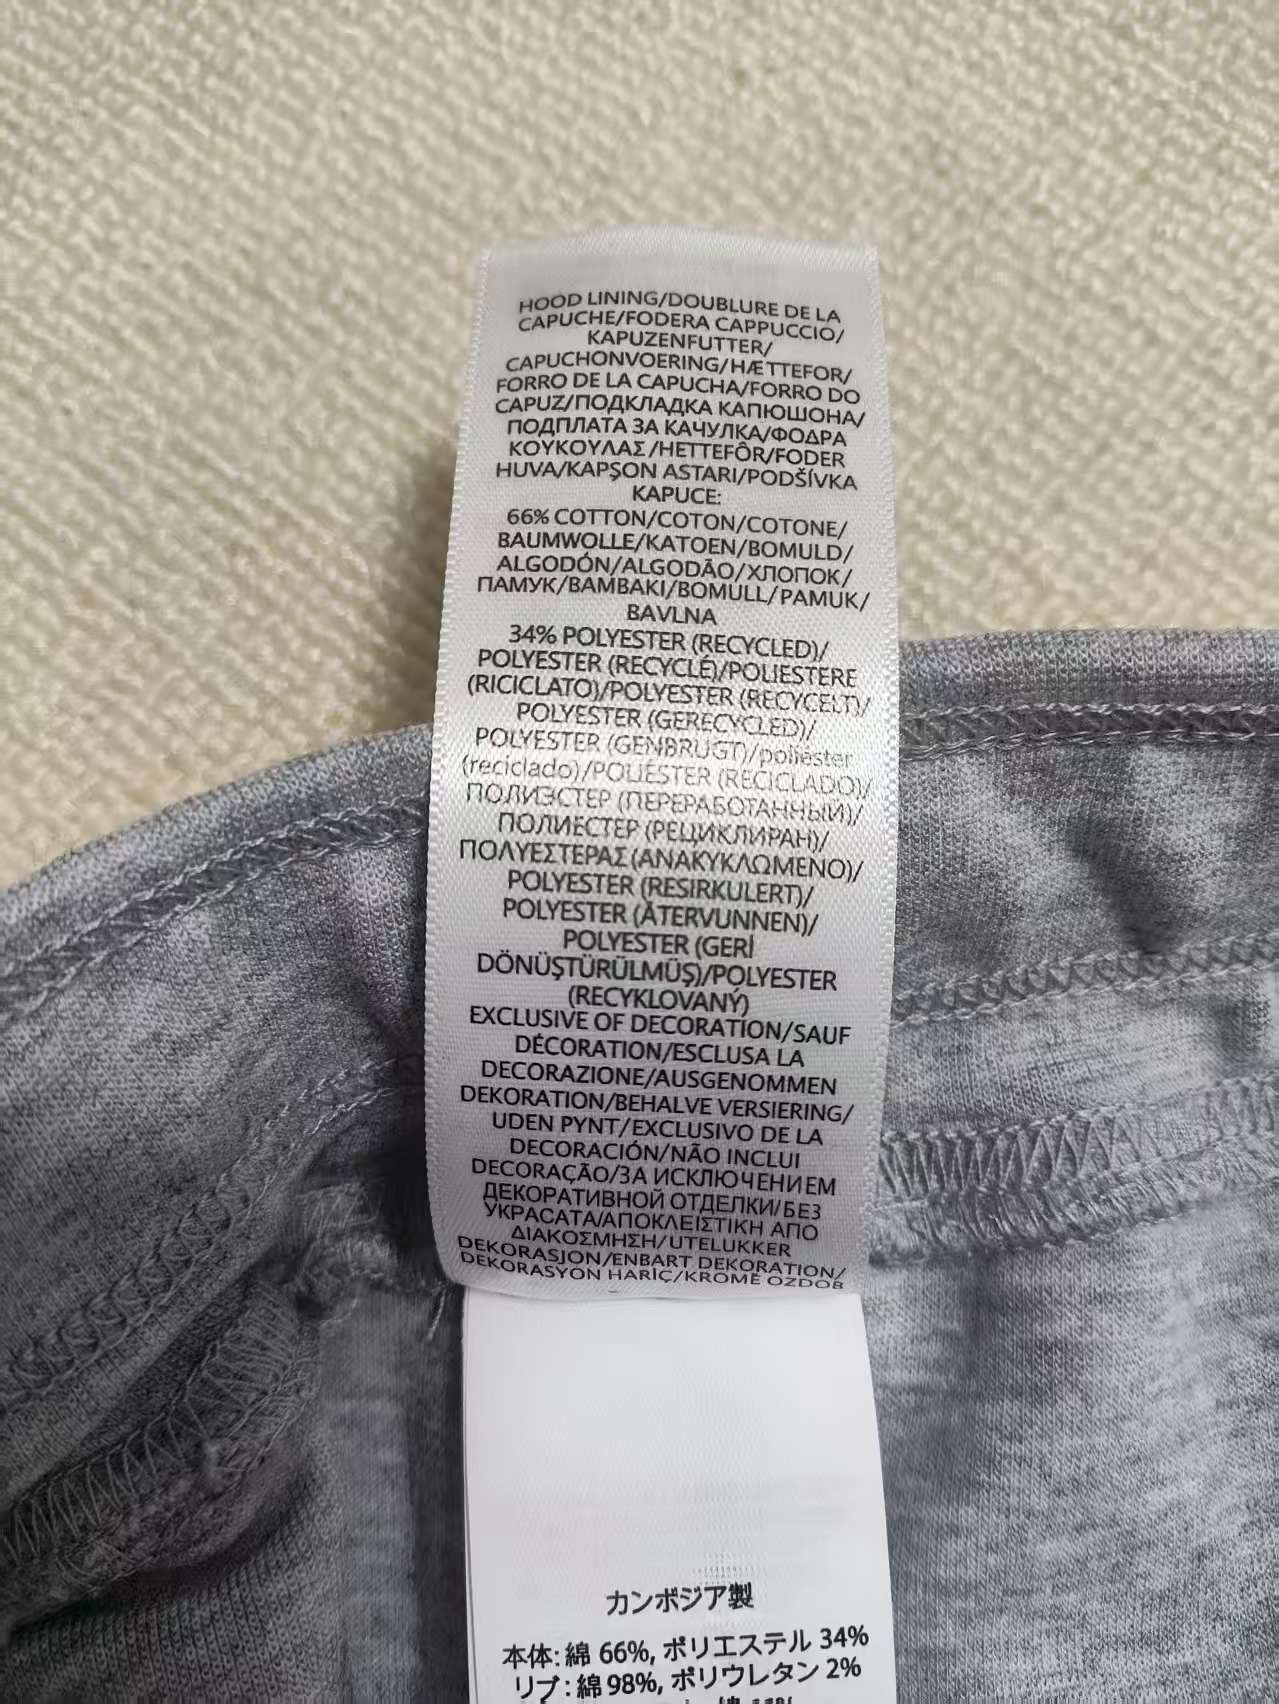 HOOD LINING/DOUBLURE DE LA
CAPUCHE/FODERA CAPPUCCIO/
KAPUZENFUTTER/
CAPUCHONVOERING/HÆTTEFOR/
FORRO DE LA CAPUCHA/FORRO DO
CAPUZ/ПОДКЛАДКА КАПЮШОНА/
ПОДПЛАТА ЗА КАЧУЛКА/ΦΟΔΡΑ
ΚΟΥΚΟΥΛΑΣ/HETTEFÔR/FODER
HUVA/KAPŞON ASTARI/PODŠÍVKA
KAPUCE:
66% COTTON/COTON/COTONE/
BAUMWOLLE/KATOEN/BOMULD/
ALGODÓN/ALGODÃO/ХЛОПОК/
ПАМУК/BAMBAKI/BOMULL/PAMUK/
BAVLNA
34% POLYESTER (RECYCLED)/
POLYESTER (RECYCLÉ)/POLIESTERE
(RICICLATO)/POLYESTER (RECYCELT)/
POLYESTER (GERECYCLED)/
POLYESTER (GENBRUGT)/poliéster
(reciclado)/POLIÉSTER (RECICLADO)/
ПОЛИЭСТЕР (ПЕРЕРАБОТАННЫЙ)/
ПОЛИЕСТЕР (РЕЦИКЛИРАН)/
ΠΟΛΥΕΣΤΕΡΑΣ (ΑΝΑΚΥΚΛΩΜΕΝΟ)/
POLYESTER (RESIRKULERT)/
POLYESTER (ÅTERVUNNEN)/
POLYESTER (GERİ
DÖNÜŞTÜRÜLMÜŞ)/POLYESTER
(RECYKLOVANÝ)
EXCLUSIVE OF DECORATION/SAUF
DÉCORATION/ESCLUSA LA
DECORAZIONE/AUSGENOMMEN
DEKORATION/BEHALVE VERSIERING/
UDEN PYNT/EXCLUSIVO DE LA
DECORACIÓN/NÃO INCLUI
DECORAÇÃO/ЗА ИСКЛЮЧЕНИЕМ
ДЕКОРАТИВНОЙ ОТДЕЛКИ/БЕЗ
УКРАСАТА/ΑΠΟΚΛΕΙΣΤΙΚΗ ΑΠΟ
ΔΙΑΚΟΣΜΗΣΗ/UTELUKKER
DEKORASJON/ENBART DEKORATION/
DEKORASYON HARİÇ/KROMĚ OZDOB
カンボジア製
本体: 綿 66%, ポリエステル 34%
リブ: 綿 98%, ポリウレタン 2%